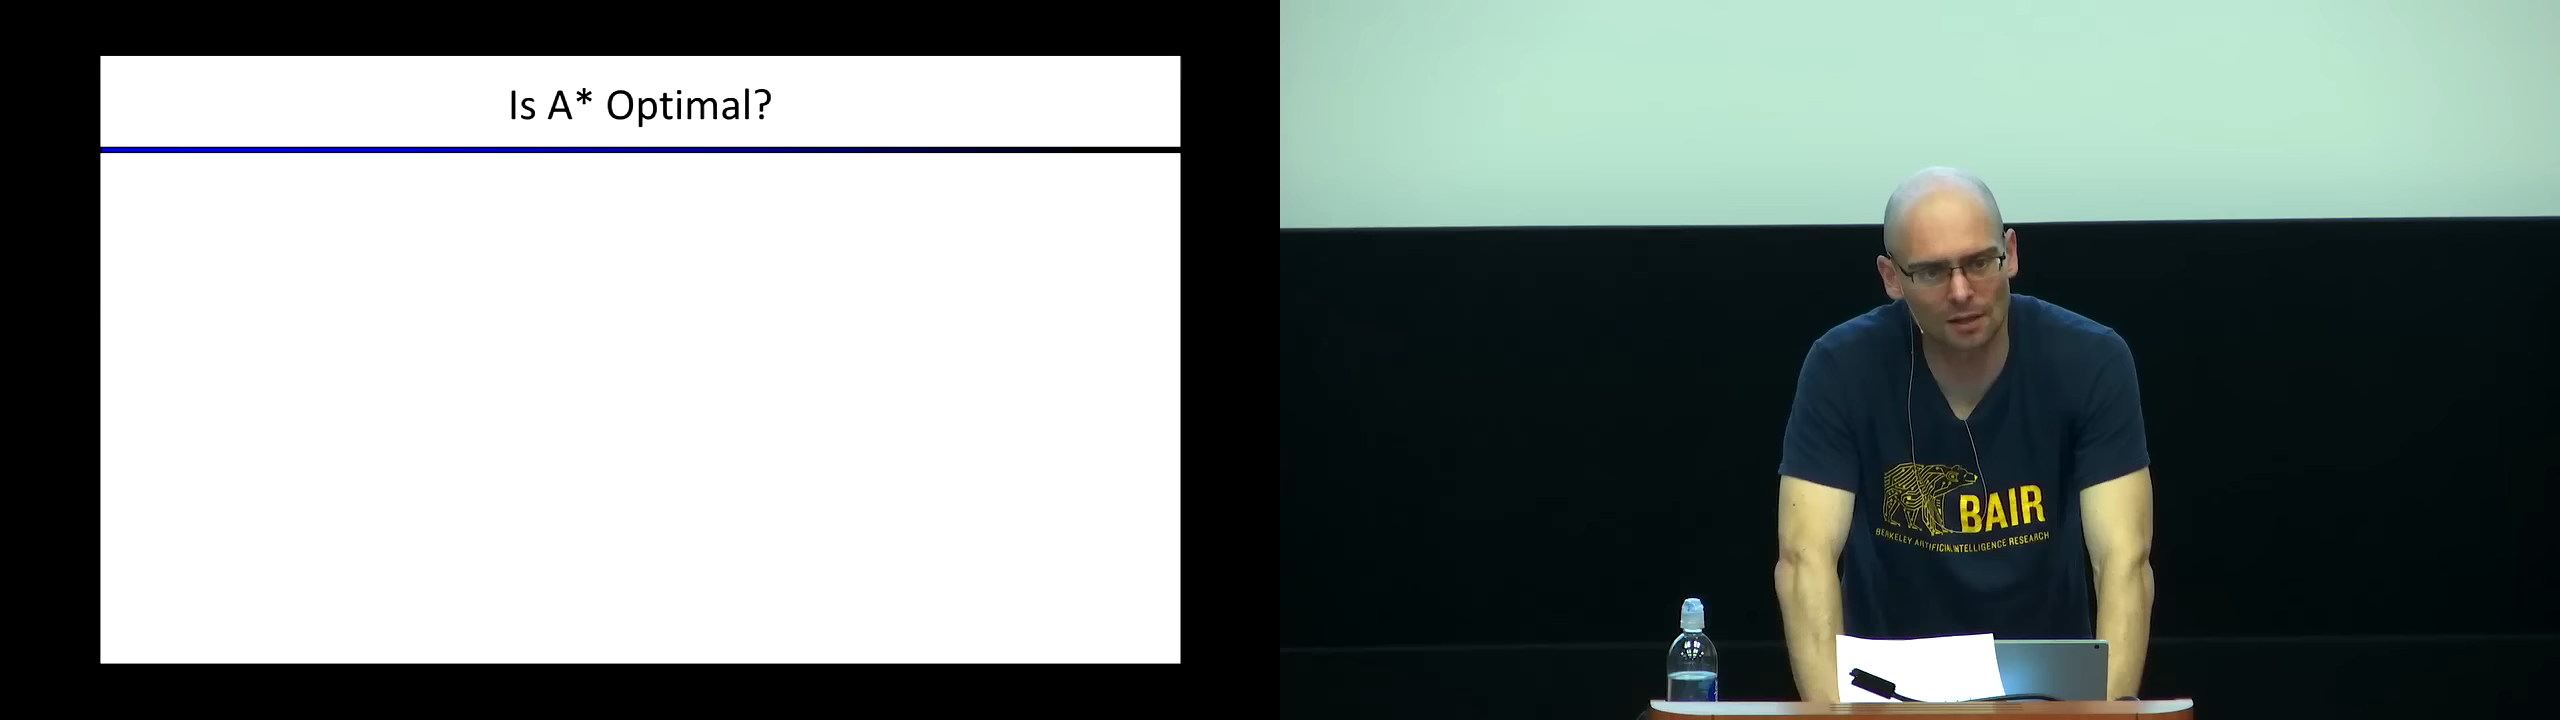 Is A* Optimal?
BAIR
BERKELEY ARTIFICIAL INTELLIGENCE RESEARCH